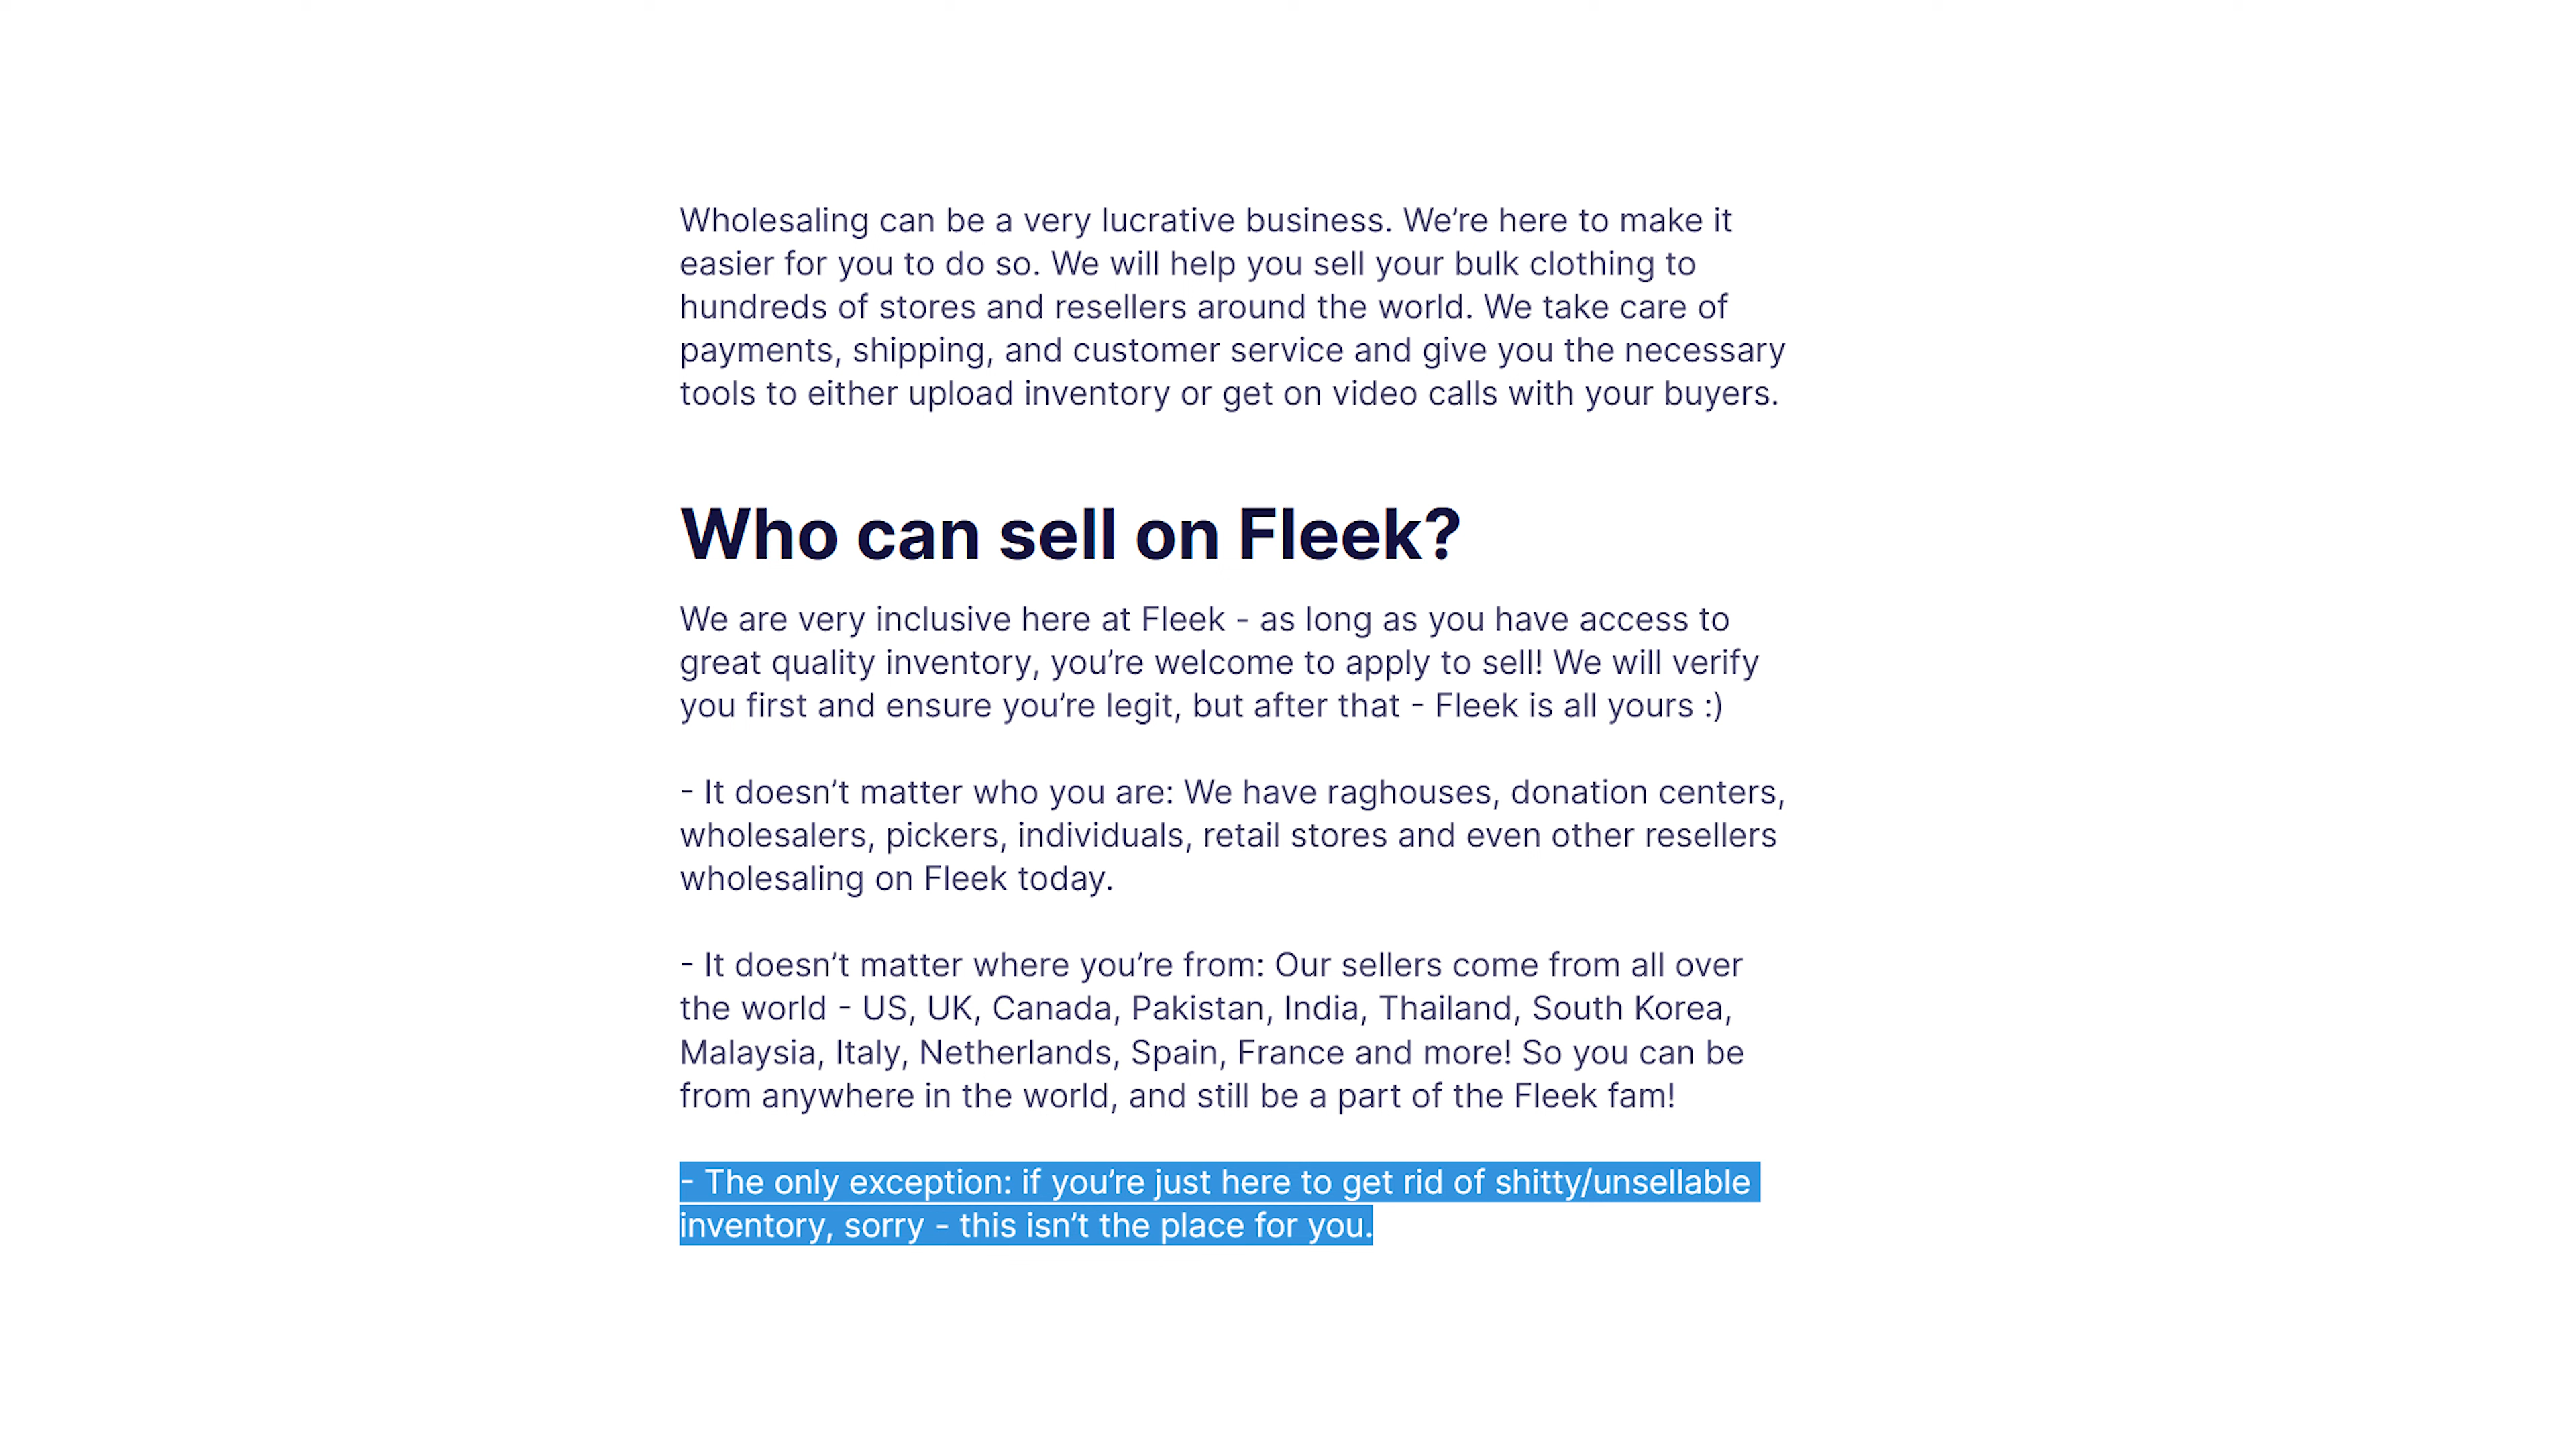 Wholesaling can be a very lucrative business. We’re here to make it
easier for you to do so. We will help you sell your bulk clothing to
hundreds of stores and resellers around the world. We take care of
payments, shipping, and customer service and give you the necessary
tools to either upload inventory or get on video calls with your buyers.
Who can sell on Fleek?
We are very inclusive here at Fleek - as long as you have access to
great quality inventory, you’re welcome to apply to sell! We will verify
you first and ensure you’re legit, but after that - Fleek is all yours :)
- It doesn’t matter who you are: We have raghouses, donation centers,
wholesalers, pickers, individuals, retail stores and even other resellers
wholesaling on Fleek today.
- It doesn’t matter where you’re from: Our sellers come from all over
the world - US, UK, Canada, Pakistan, India, Thailand, South Korea,
Malaysia, Italy, Netherlands, Spain, France and more! So you can be
from anywhere in the world, and still be a part of the Fleek fam!
- The only exception: if you’re just here to get rid of shitty/unsellable
inventory, sorry - this isn’t the place for you.